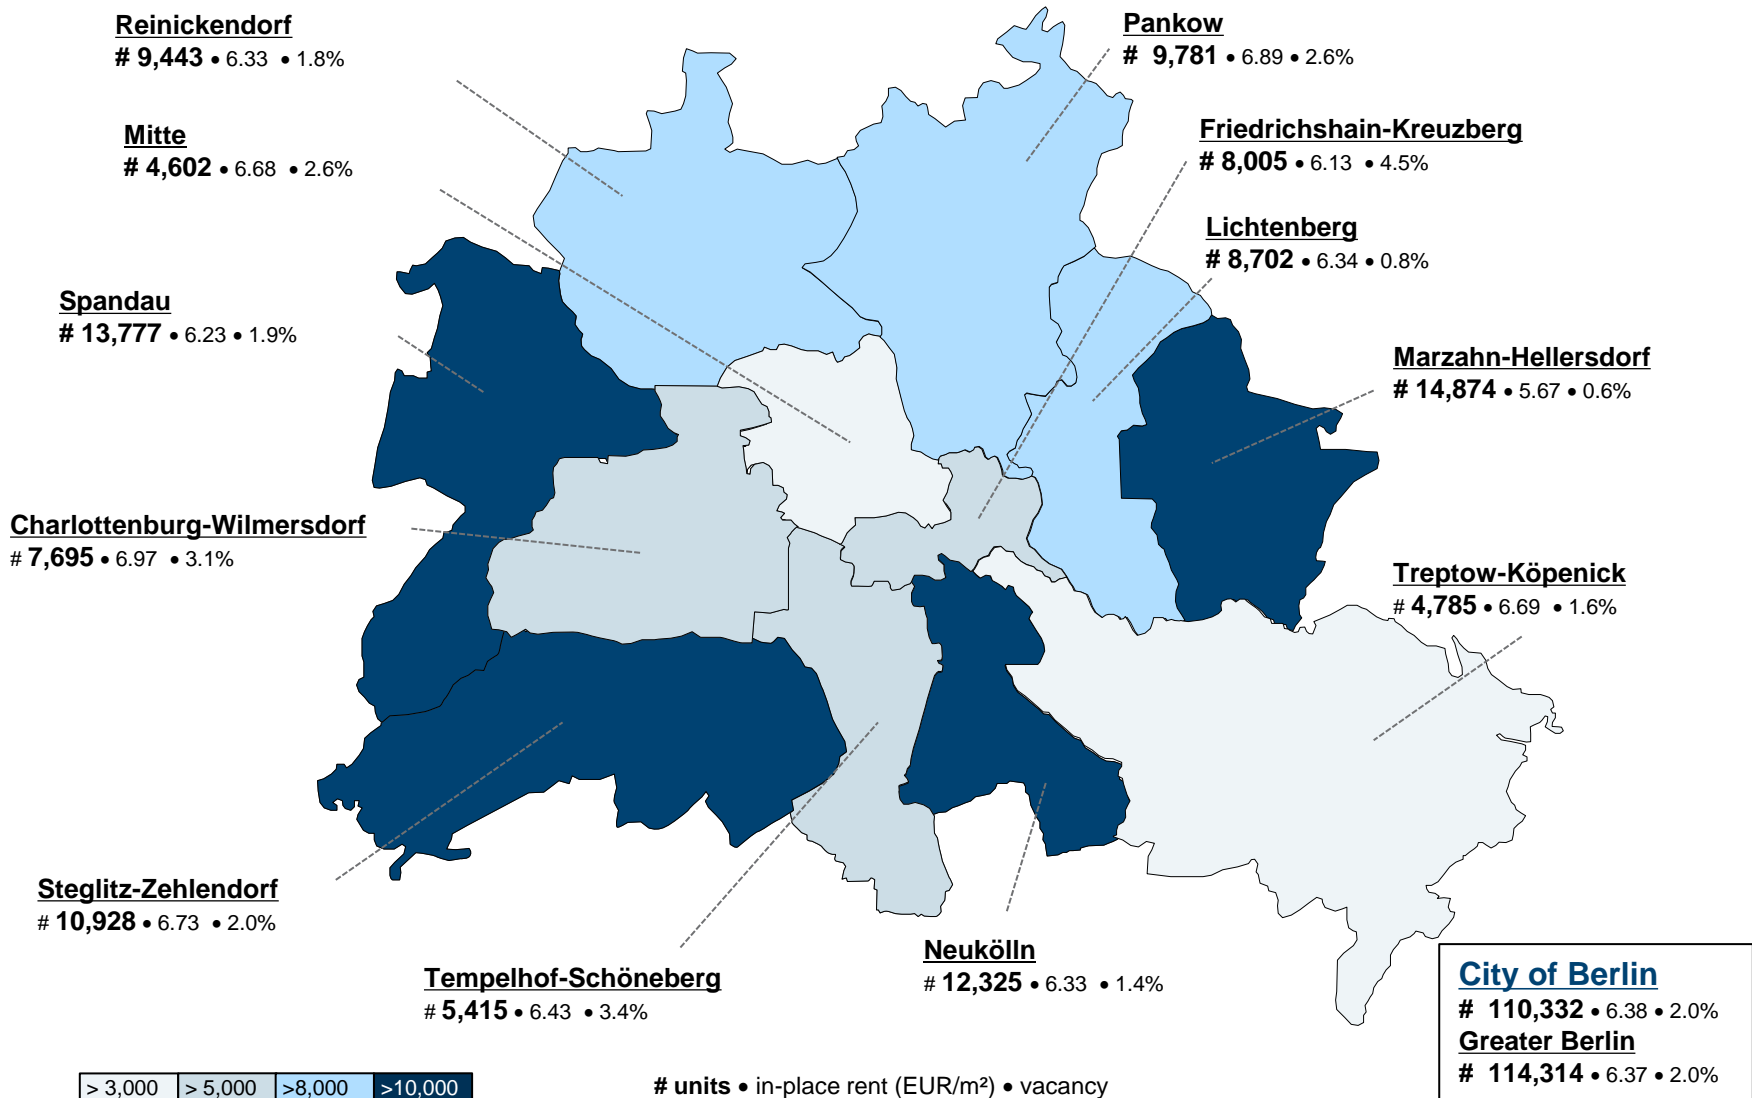 Reinickendorf
# 9,443 • 6.33 • 1.8%
Pankow
# 9,781 • 6.89 • 2.6%
Mitte
# 4,602 • 6.68 • 2.6%
Friedrichshain-Kreuzberg
# 8,005 • 6.13 • 4.5%
Lichtenberg
# 8,702 • 6.34 • 0.8%
Spandau
# 13,777 • 6.23 • 1.9%
Marzahn-Hellersdorf
# 14,874 • 5.67 • 0.6%
Charlottenburg-Wilmersdorf
# 7,695 • 6.97 • 3.1%
Treptow-Köpenick
# 4,785 • 6.69 • 1.6%
Steglitz-Zehlendorf
# 10,928 • 6.73 • 2.0%
Neukölln
# 12,325 • 6.33 • 1.4%
Tempelhof-Schöneberg
# 5,415 • 6.43 • 3.4%
City of Berlin
# 110,332 • 6.38 • 2.0%
Greater Berlin
# 114,314 • 6.37 • 2.0%
> 3,000 > 5,000 >8,000 >10,000
# units • in-place rent (EUR/m²) • vacancy